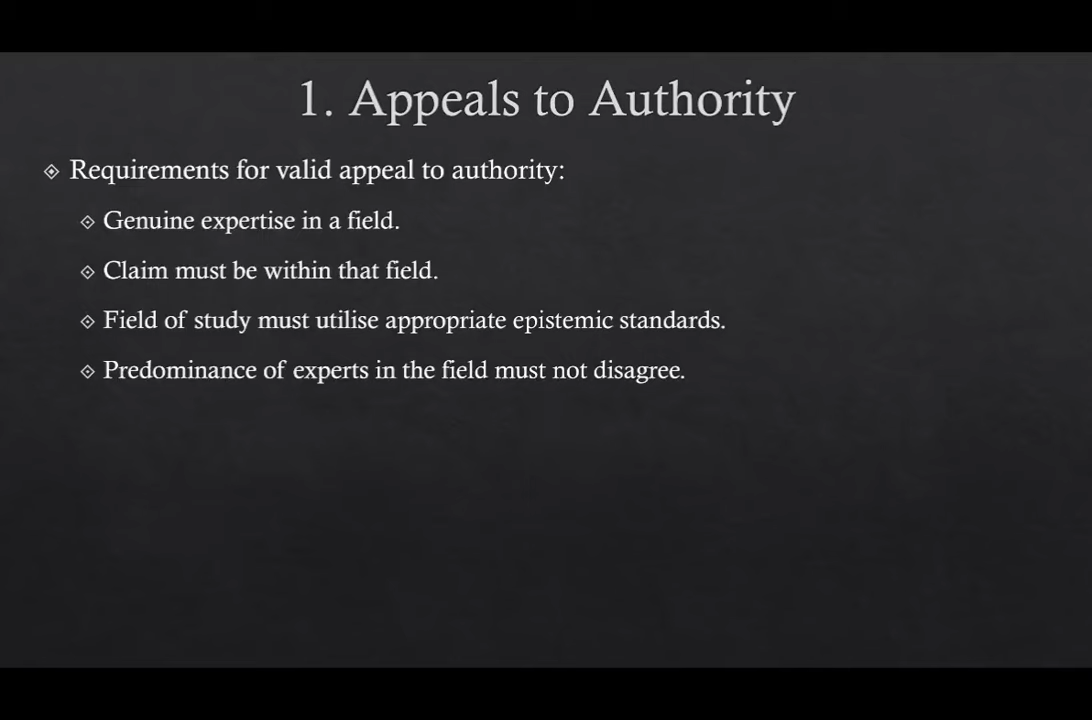 1. Appeals to Authority
Requirements for valid appeal to authority:
Genuine expertise in a field.
Claim must be within that field.
Field of study must utilise appropriate epistemic standards.
Predominance of experts in the field must not disagree.